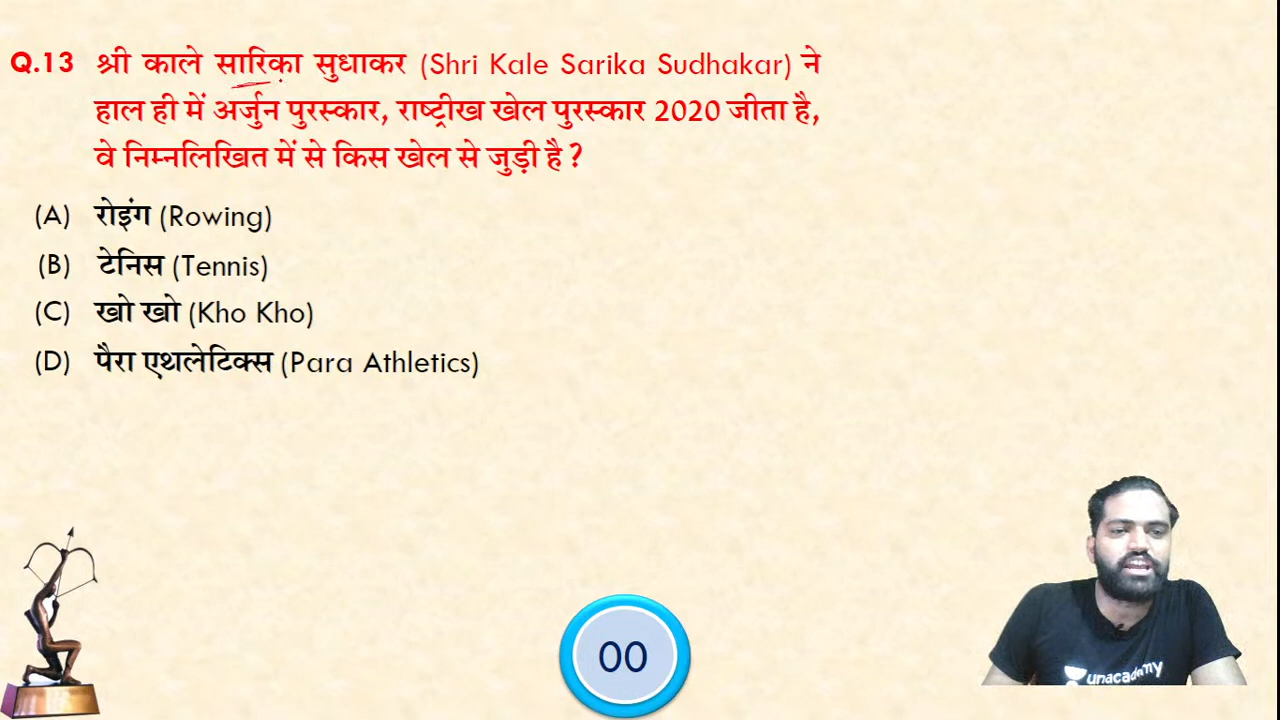 Q.13 श्री काले सारिका सुधाकर (Shri Kale Sarika Sudhakar) ने
हाल ही में अर्जुन पुरस्कार, राष्ट्रीख खेल पुरस्कार 2020 जीता है,
वे निम्नलिखित में से किस खेल से जुड़ी है ?
(A) रोइंग (Rowing)
(B) टेनिस (Tennis)
(C) खो खो (Kho Kho)
(D) पैरा एथलेटिक्स (Para Athletics)
00
unacademy